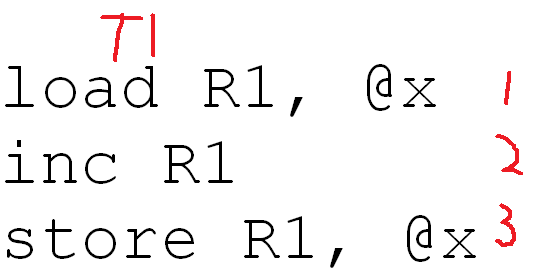 T1
load R1, @x 1
inc R1 2
store R1, @x 3